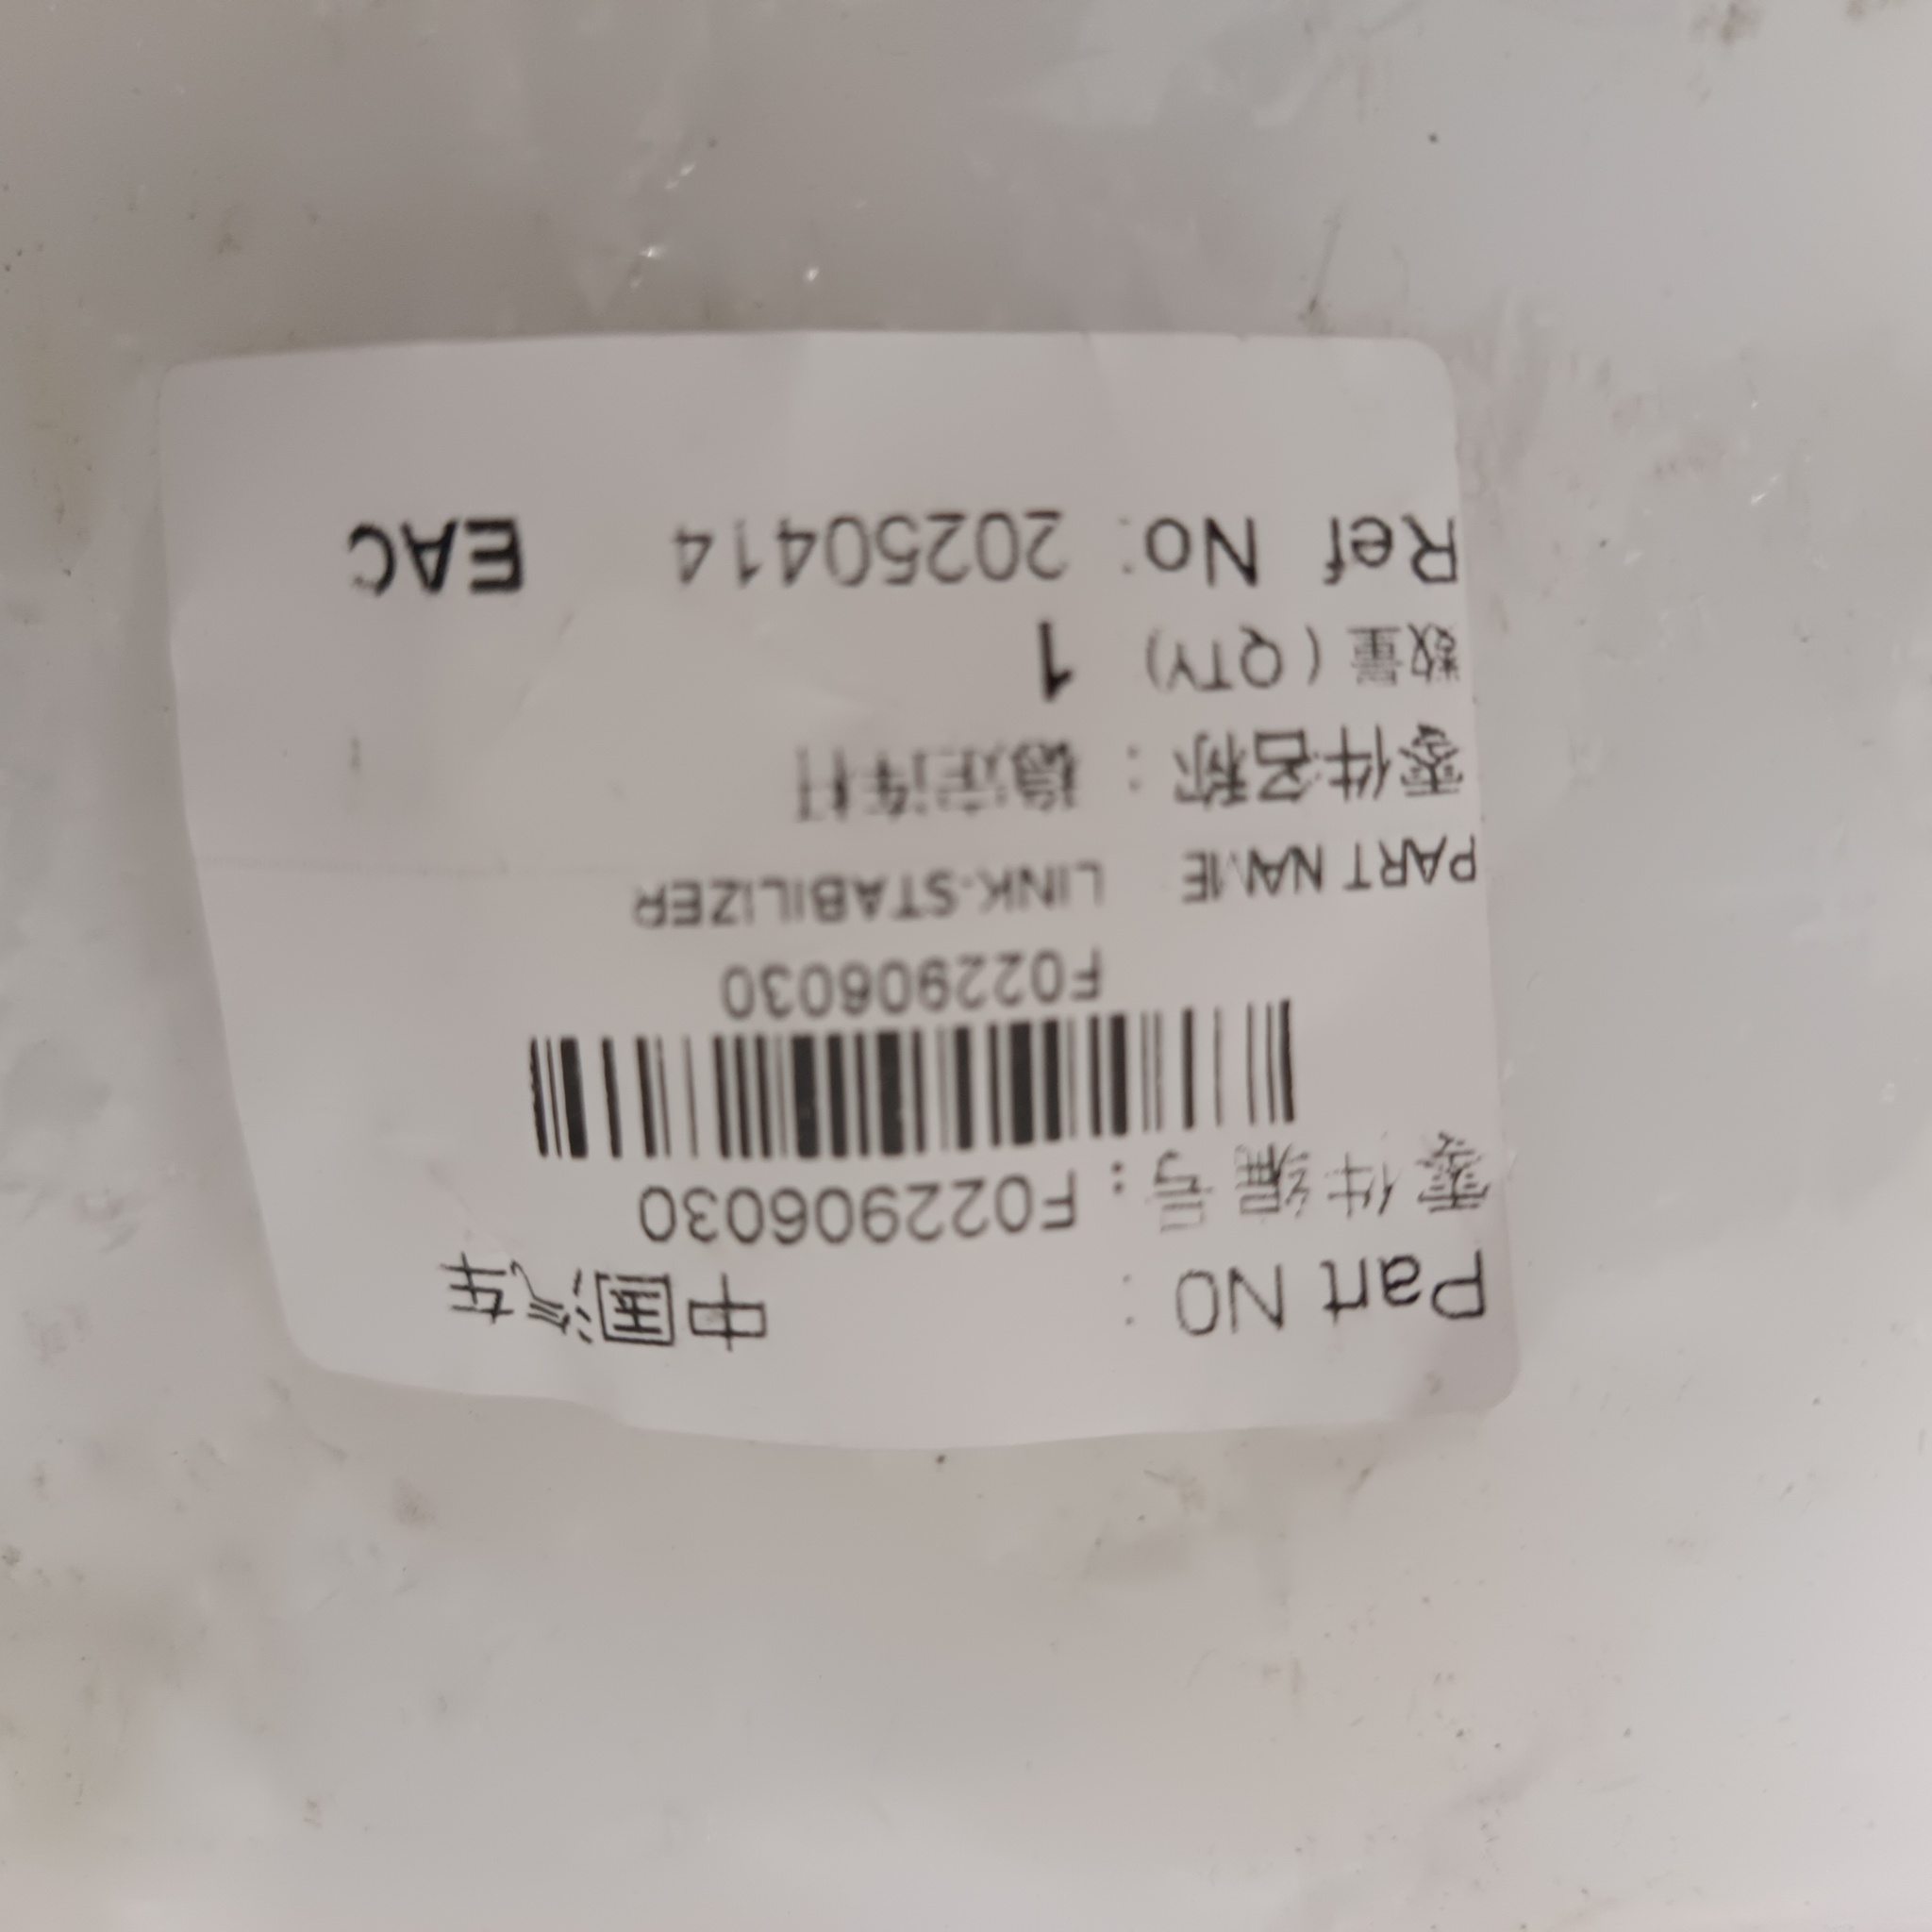 Part NO : 中国汽车
零件编号：F022906030
F022906030
PART NAME LINK-STABILIZER
零件名称：稳定连杆
数量 (QTY) 1
Ref No: 20250414 EAC